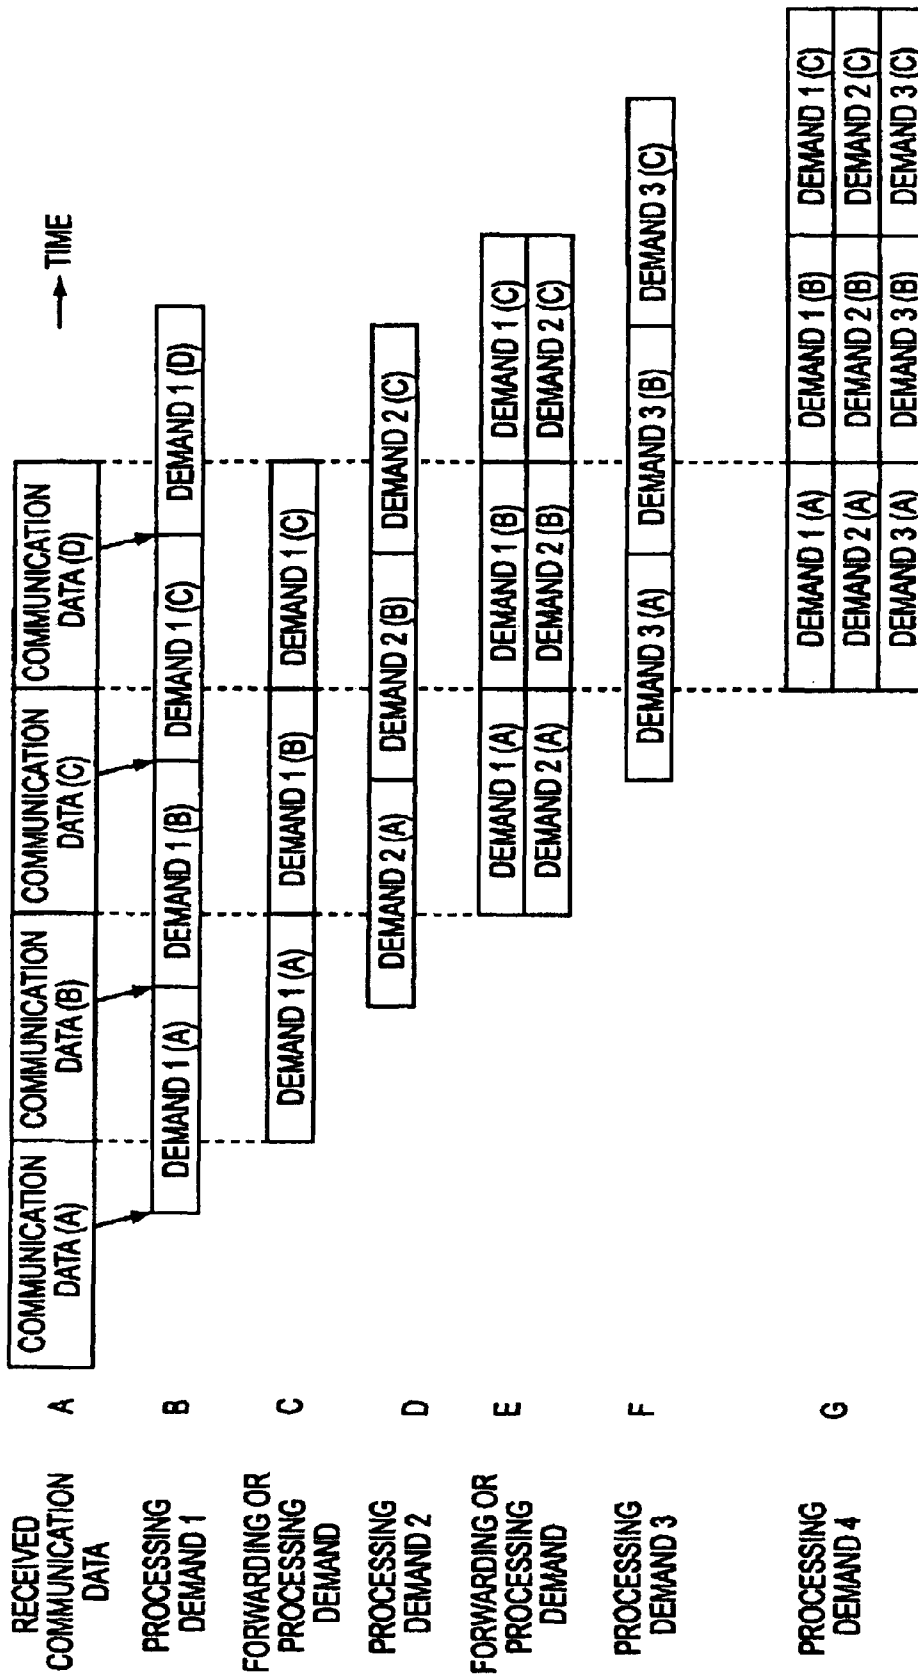 → TIME
RECEIVED
COMMUNICATION
DATA
A
COMMUNICATION
DATA (A)
COMMUNICATION
DATA (B)
COMMUNICATION
DATA (C)
COMMUNICATION
DATA (D)
PROCESSING
DEMAND 1
B
DEMAND 1 (A)
DEMAND 1 (B)
DEMAND 1 (C)
DEMAND 1 (D)
FORWARDING OR
PROCESSING
DEMAND
C
DEMAND 1 (A)
DEMAND 1 (B)
DEMAND 1 (C)
PROCESSING
DEMAND 2
D
DEMAND 2 (A)
DEMAND 2 (B)
DEMAND 2 (C)
FORWARDING OR
PROCESSING
DEMAND
E
DEMAND 1 (A)
DEMAND 1 (B)
DEMAND 1 (C)
DEMAND 2 (A)
DEMAND 2 (B)
DEMAND 2 (C)
PROCESSING
DEMAND 3
F
DEMAND 3 (A)
DEMAND 3 (B)
DEMAND 3 (C)
PROCESSING
DEMAND 4
G
DEMAND 1 (A)
DEMAND 1 (B)
DEMAND 1 (C)
DEMAND 2 (A)
DEMAND 2 (B)
DEMAND 2 (C)
DEMAND 3 (A)
DEMAND 3 (B)
DEMAND 3 (C)